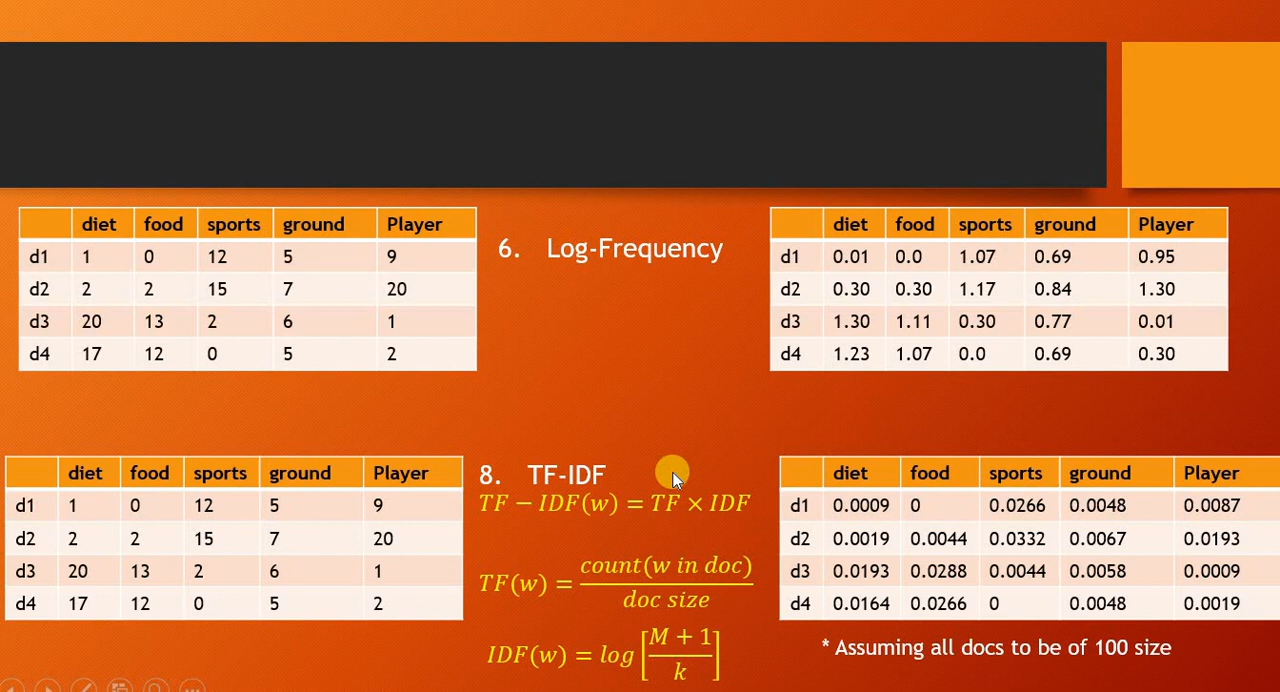 diet food sports ground Player
d1 1 0 12 5 9
d2 2 2 15 7 20
d3 20 13 2 6 1
d4 17 12 0 5 2
6. Log-Frequency
diet food sports ground Player
d1 0.01 0.0 1.07 0.69 0.95
d2 0.30 0.30 1.17 0.84 1.30
d3 1.30 1.11 0.30 0.77 0.01
d4 1.23 1.07 0.0 0.69 0.30
diet food sports ground Player
d1 1 0 12 5 9
d2 2 2 15 7 20
d3 20 13 2 6 1
d4 17 12 0 5 2
8. TF-IDF
TF − IDF(w) = TF × IDF
TF(w) = count(w in doc) / doc size
IDF(w) = log [M + 1 / k]
diet food sports ground Player
d1 0.0009 0 0.0266 0.0048 0.0087
d2 0.0019 0.0044 0.0332 0.0067 0.0193
d3 0.0193 0.0288 0.0044 0.0058 0.0009
d4 0.0164 0.0266 0 0.0048 0.0019
* Assuming all docs to be of 100 size